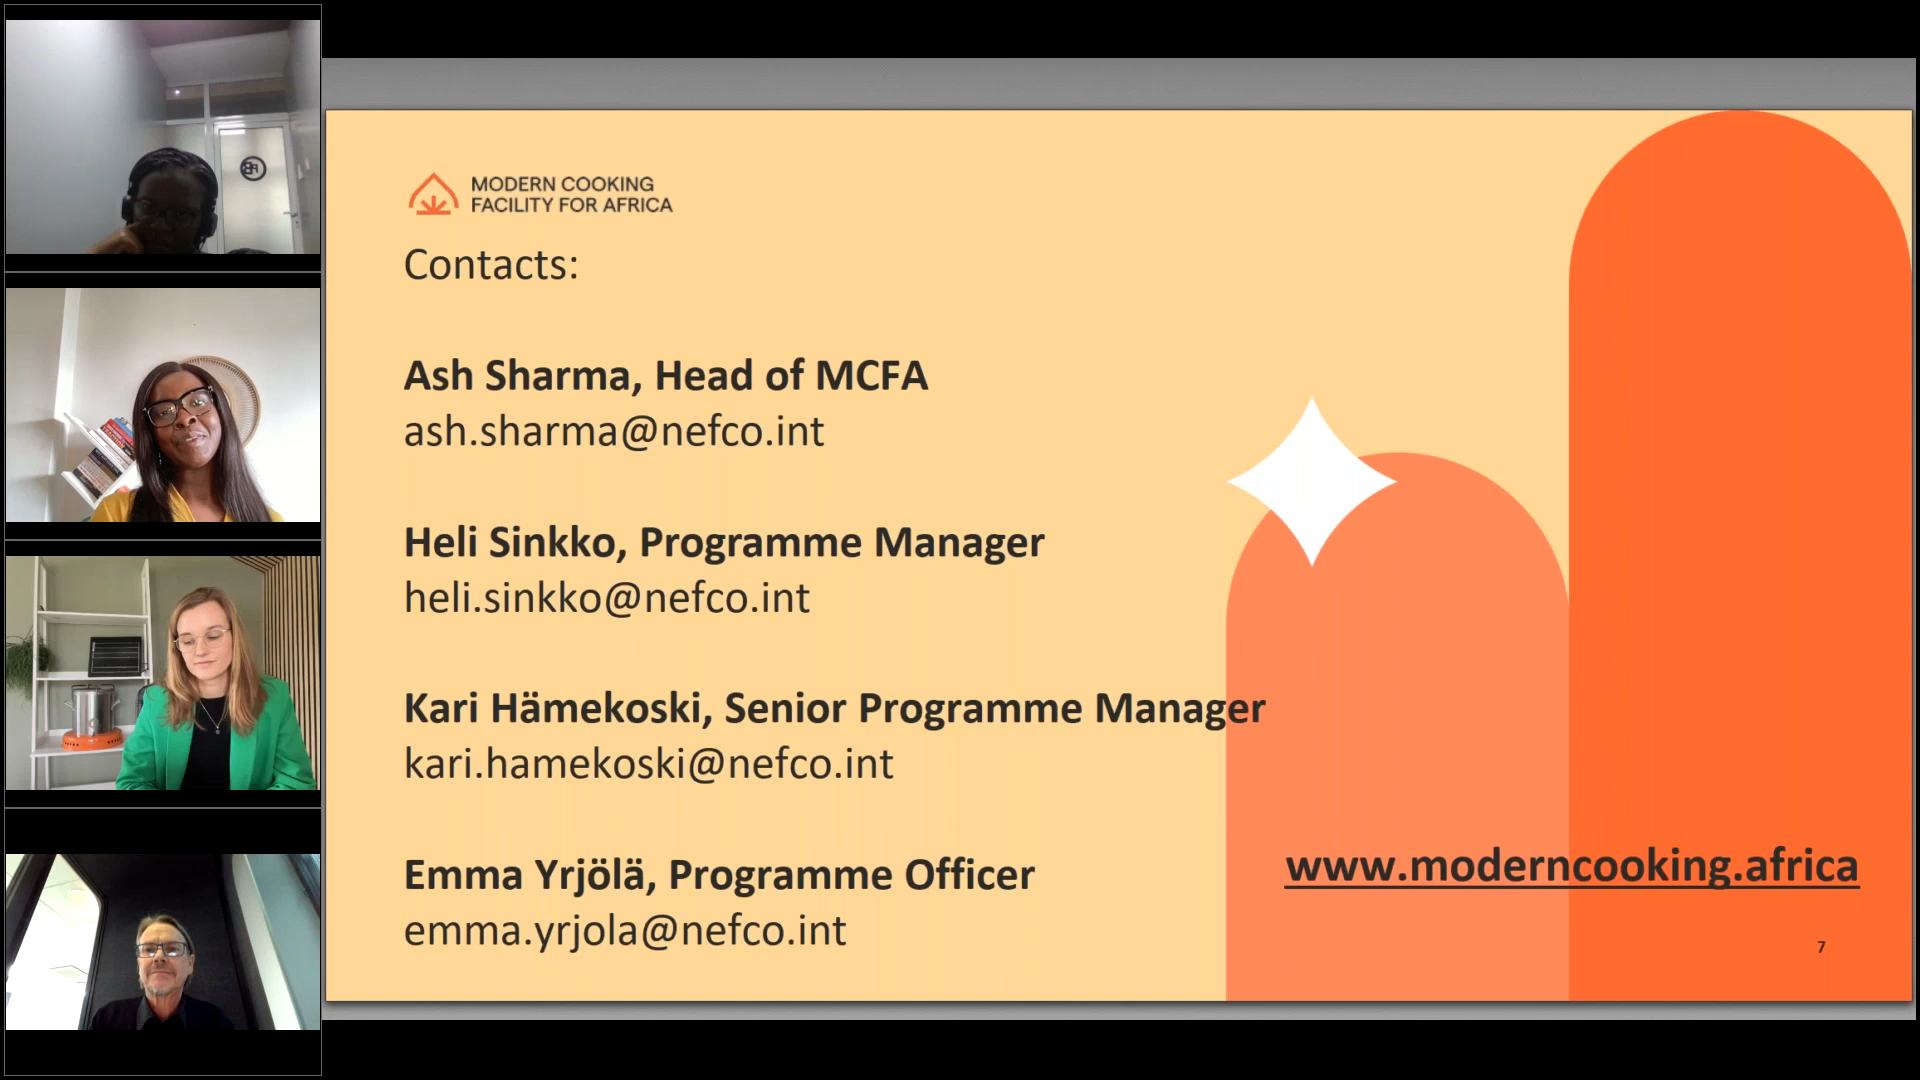 MODERN COOKING
FACILITY FOR AFRICA
Contacts:
Ash Sharma, Head of MCFA
ash.sharma@nefco.int
Heli Sinkko, Programme Manager
heli.sinkko@nefco.int
Kari Hämekoski, Senior Programme Manager
kari.hamekoski@nefco.int
Emma Yrjölä, Programme Officer
emma.yrjola@nefco.int
www.moderncooking.africa
7